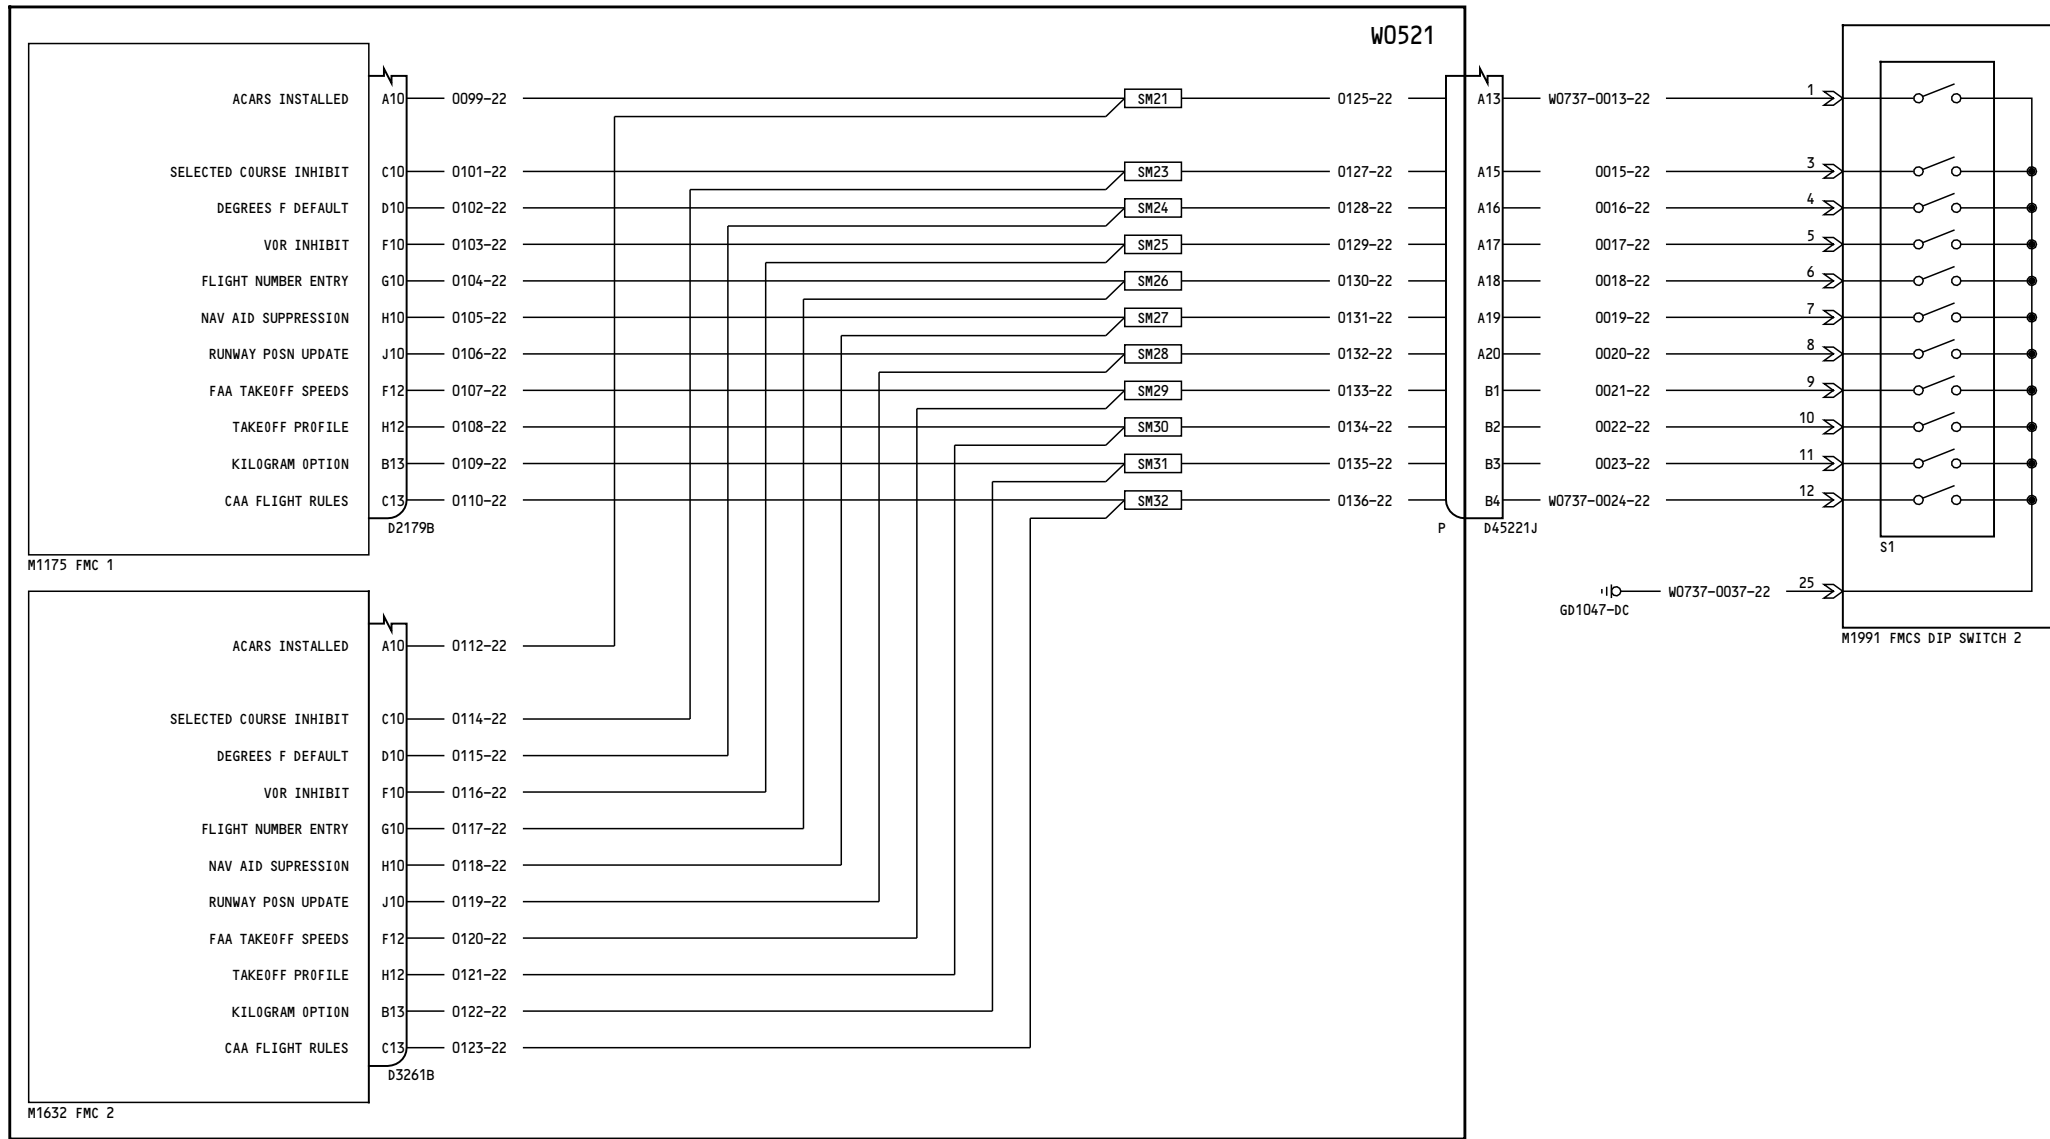 W0521
ACARS INSTALLED A10 0099-22 SM21 0125-22 A13 W0737-0013-22 1
SELECTED COURSE INHIBIT C10 0101-22 SM23 0127-22 A15 0015-22 3
DEGREES F DEFAULT D10 0102-22 SM24 0128-22 A16 0016-22 4
VOR INHIBIT F10 0103-22 SM25 0129-22 A17 0017-22 5
FLIGHT NUMBER ENTRY G10 0104-22 SM26 0130-22 A18 0018-22 6
NAV AID SUPPRESSION H10 0105-22 SM27 0131-22 A19 0019-22 7
RUNWAY POSN UPDATE J10 0106-22 SM28 0132-22 A20 0020-22 8
FAA TAKEOFF SPEEDS F12 0107-22 SM29 0133-22 B1 0021-22 9
TAKEOFF PROFILE H12 0108-22 SM30 0134-22 B2 0022-22 10
KILOGRAM OPTION B13 0109-22 SM31 0135-22 B3 0023-22 11
CAA FLIGHT RULES C13 0110-22 SM32 0136-22 B4 W0737-0024-22 12
D2179B P D45221J
S1
M1175 FMC 1
W0737-0037-22 25
GD1047-DC
M1991 FMCS DIP SWITCH 2
ACARS INSTALLED A10 0112-22
SELECTED COURSE INHIBIT C10 0114-22
DEGREES F DEFAULT D10 0115-22
VOR INHIBIT F10 0116-22
FLIGHT NUMBER ENTRY G10 0117-22
NAV AID SUPRESSION H10 0118-22
RUNWAY POSN UPDATE J10 0119-22
FAA TAKEOFF SPEEDS F12 0120-22
TAKEOFF PROFILE H12 0121-22
KILOGRAM OPTION B13 0122-22
CAA FLIGHT RULES C13 0123-22
D3261B
M1632 FMC 2